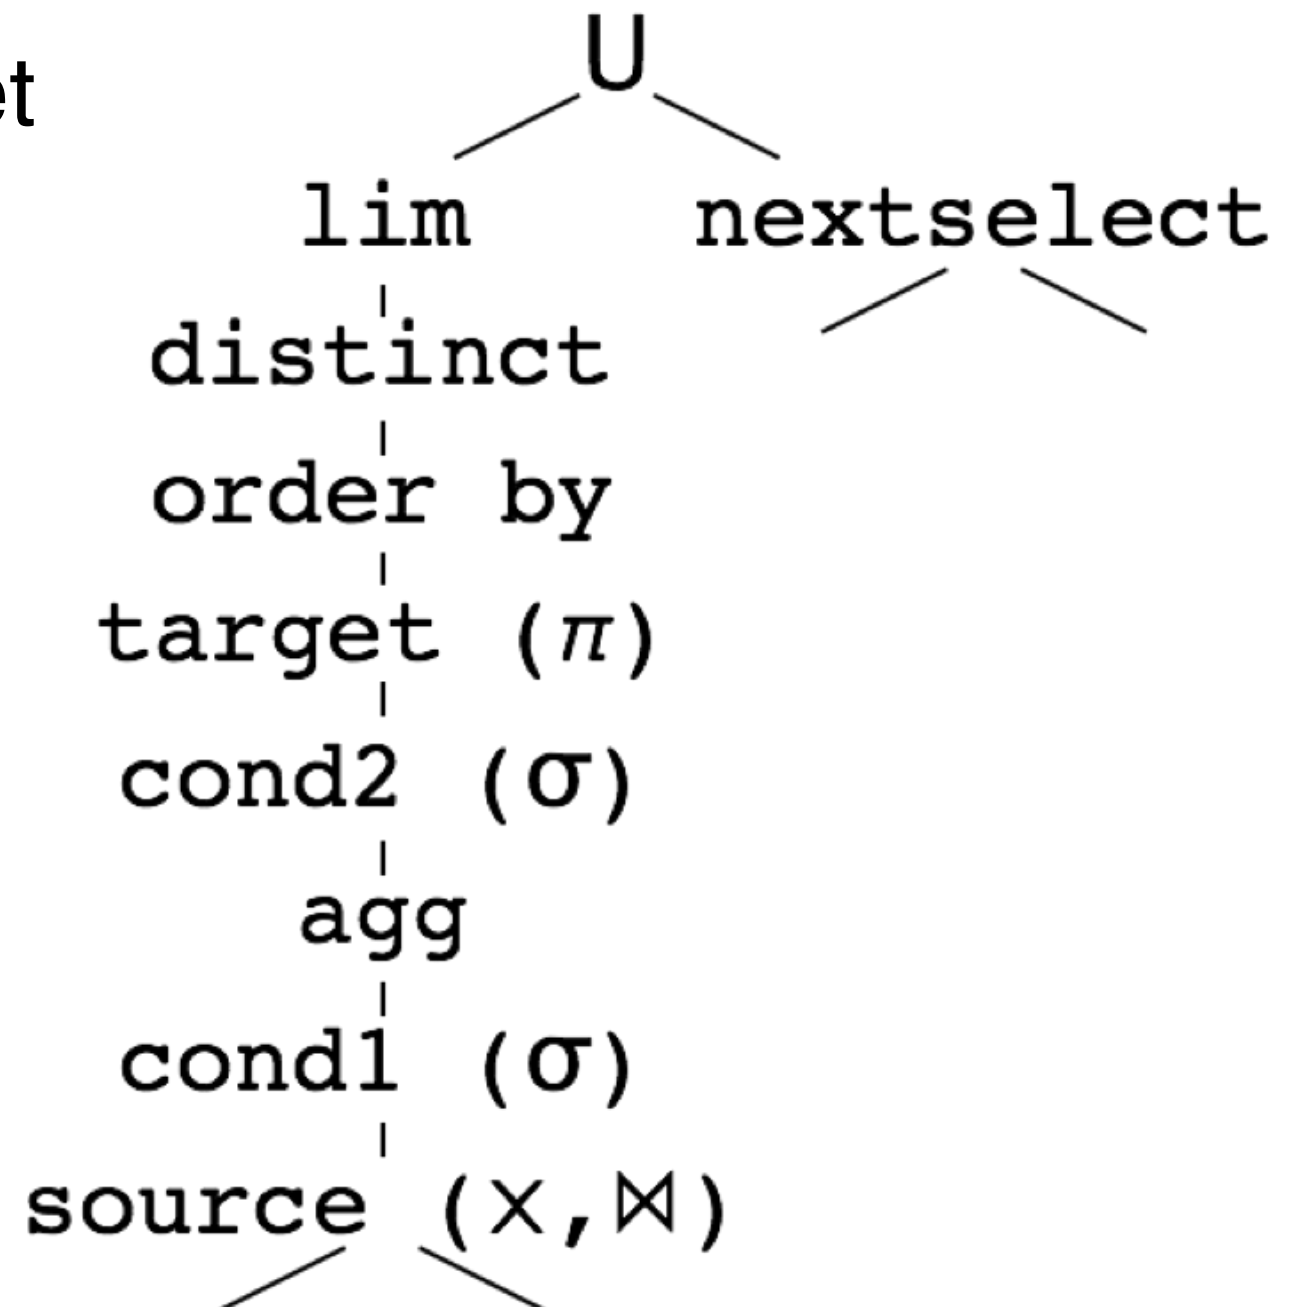 U
et
lim nextselect
distinct
order by
target (π)
cond2 (σ)
agg
cond1 (σ)
source (×,⋈)